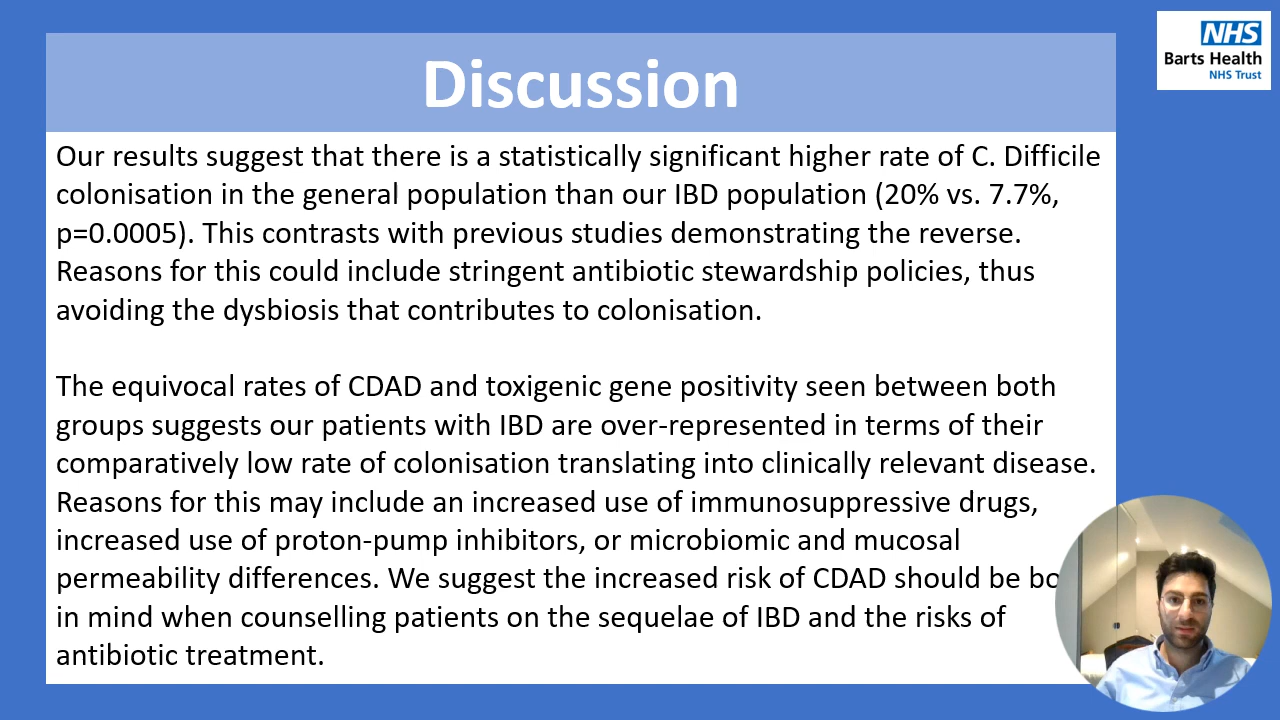 Discussion
NHS
Barts Health
NHS Trust
Our results suggest that there is a statistically significant higher rate of C. Difficile
colonisation in the general population than our IBD population (20% vs. 7.7%,
p=0.0005). This contrasts with previous studies demonstrating the reverse.
Reasons for this could include stringent antibiotic stewardship policies, thus
avoiding the dysbiosis that contributes to colonisation.
The equivocal rates of CDAD and toxigenic gene positivity seen between both
groups suggests our patients with IBD are over-represented in terms of their
comparatively low rate of colonisation translating into clinically relevant disease.
Reasons for this may include an increased use of immunosuppressive drugs,
increased use of proton-pump inhibitors, or microbiomic and mucosal
permeability differences. We suggest the increased risk of CDAD should be
in mind when counselling patients on the sequelae of IBD and the risks of
antibiotic treatment.